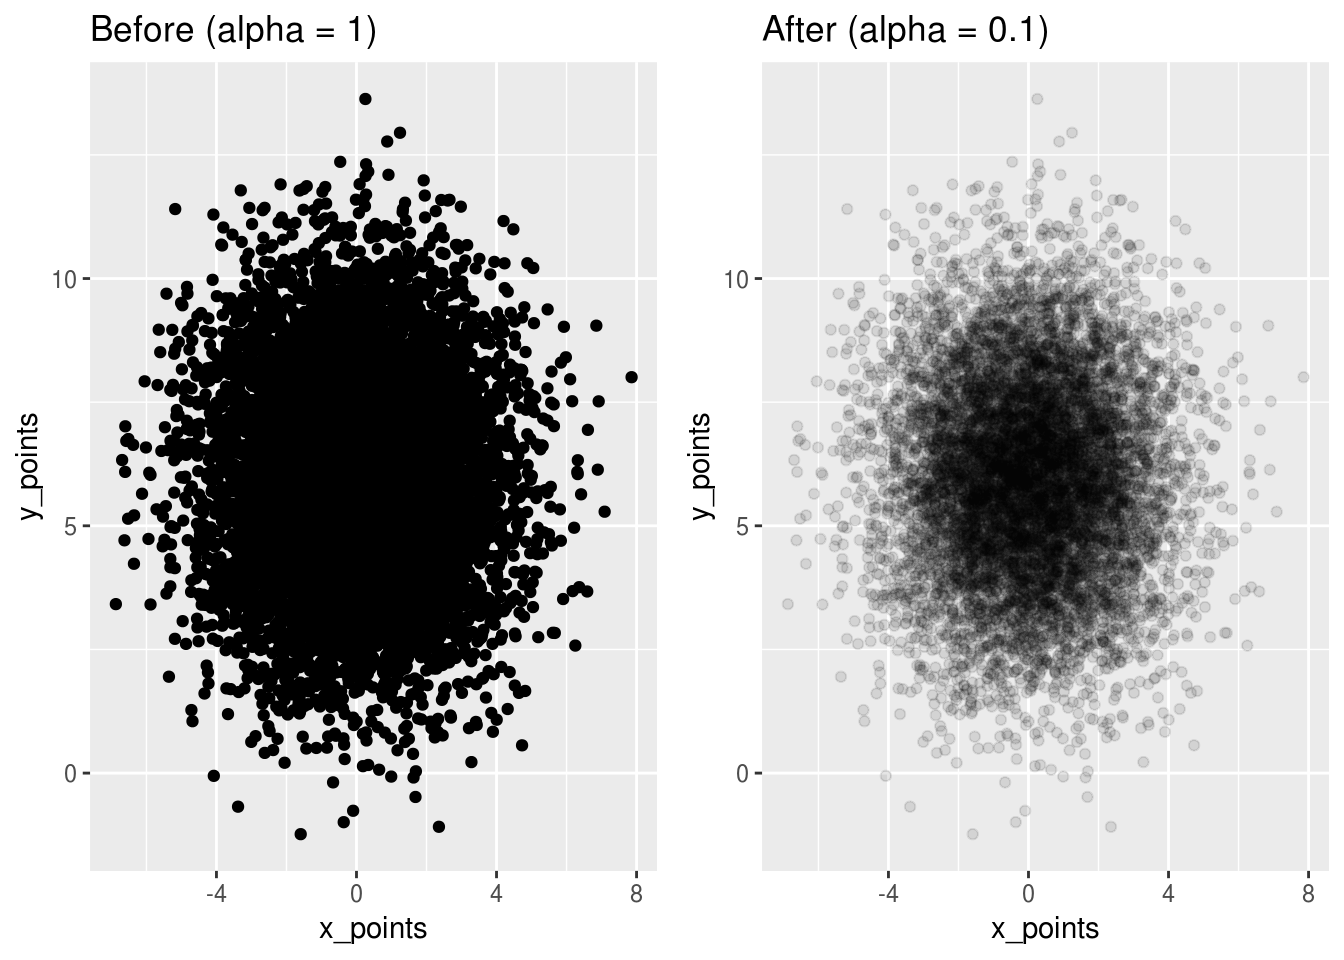 Before (alpha = 1)
y_points
10
5
0
-4 0 4 8
x_points
After (alpha = 0.1)
y_points
10
5
0
-4 0 4 8
x_points